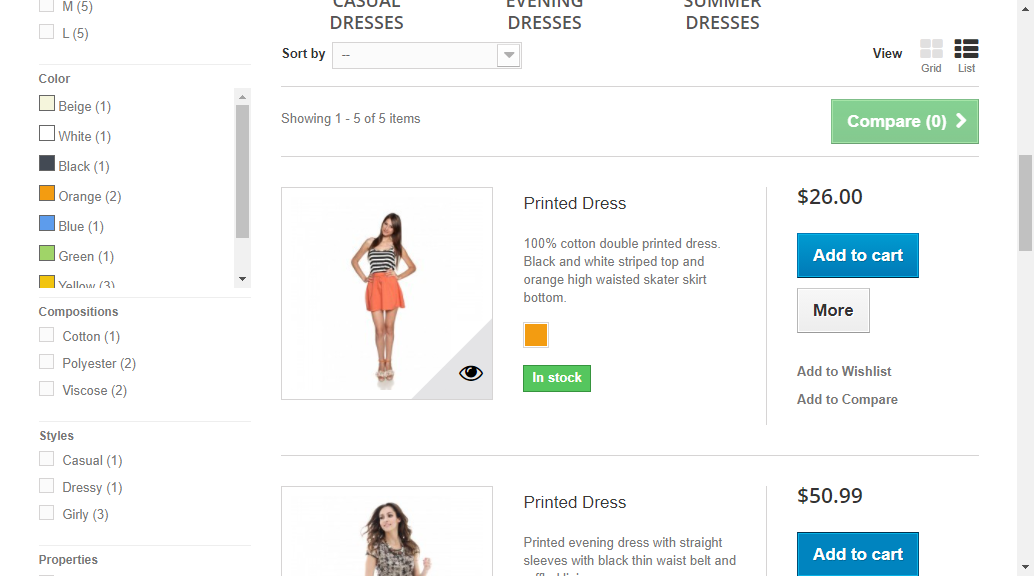 M (5)
L (5)
Color
Beige (1)
White (1)
Black (1)
Orange (2)
Blue (1)
Green (1)
Yellow (3)
Compositions
Cotton (1)
Polyester (2)
Viscose (2)
Styles
Casual (1)
Dressy (1)
Girly (3)
Properties
CASUAL
DRESSES
EVENING
DRESSES
SUMMER
DRESSES
Sort by
--
View
Grid
List
Showing 1 - 5 of 5 items
Compare (0)
Printed Dress
100% cotton double printed dress.
Black and white striped top and
orange high waisted skater skirt
bottom.
In stock
$26.00
Add to cart
More
Add to Wishlist
Add to Compare
Printed Dress
Printed evening dress with straight
sleeves with black thin waist belt and
$50.99
Add to cart